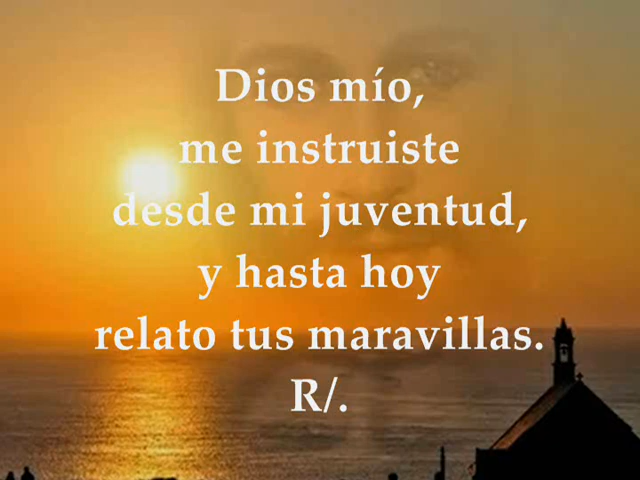 Dios mío,
me instruiste
desde mi juventud,
y hasta hoy
relato tus maravillas.
R/.